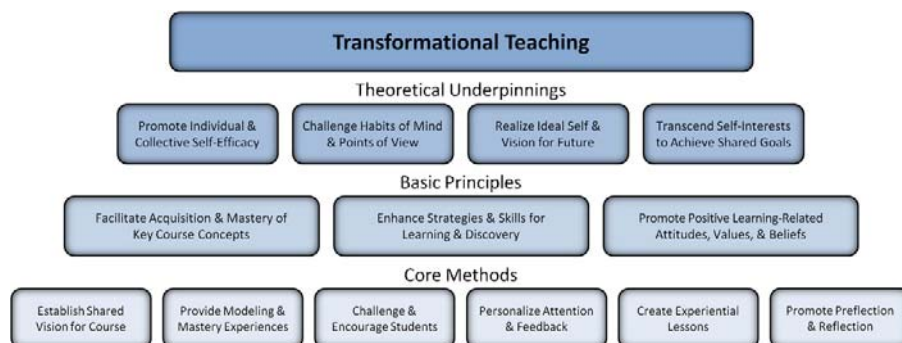 Transformational Teaching
Theoretical Underpinnings
Promote Individual &
Collective Self-Efficacy
Challenge Habits of Mind
& Points of View
Realize Ideal Self &
Vision for Future
Transcend Self-Interests
to Achieve Shared Goals
Basic Principles
Facilitate Acquisition & Mastery of
Key Course Concepts
Enhance Strategies & Skills for
Learning & Discovery
Promote Positive Learning-Related
Attitudes, Values, & Beliefs
Core Methods
Establish Shared
Vision for Course
Provide Modeling &
Mastery Experiences
Challenge &
Encourage Students
Personalize Attention
& Feedback
Create Experiential
Lessons
Promote Preflection
& Reflection